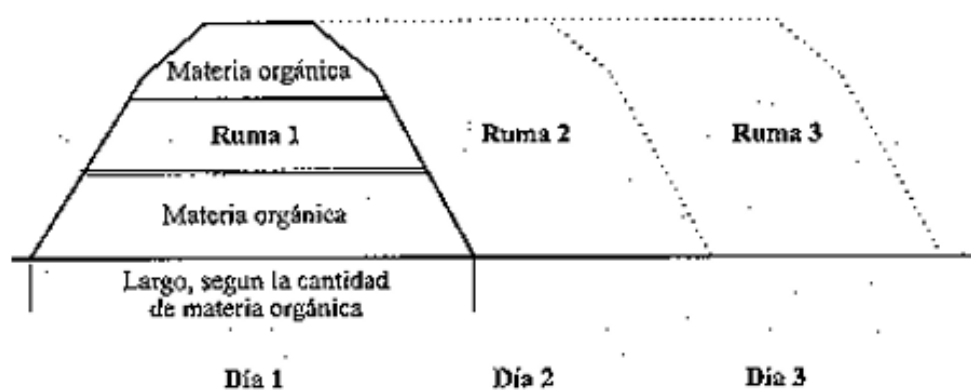 Materia orgánica
Ruma 1
Ruma 2
Ruma 3
Materia orgánica
Largo, segun la cantidad
de materia orgánica
Día 1
Día 2
Día 3